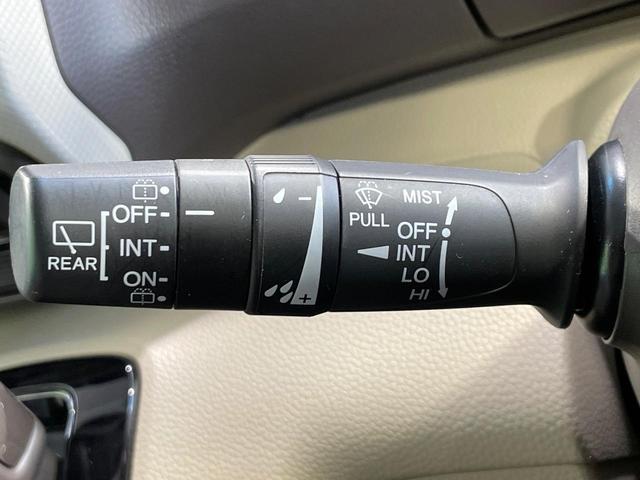 OFF
INT
ON
REAR
−
+
PULL
MIST
OFF
INT
LO
HI